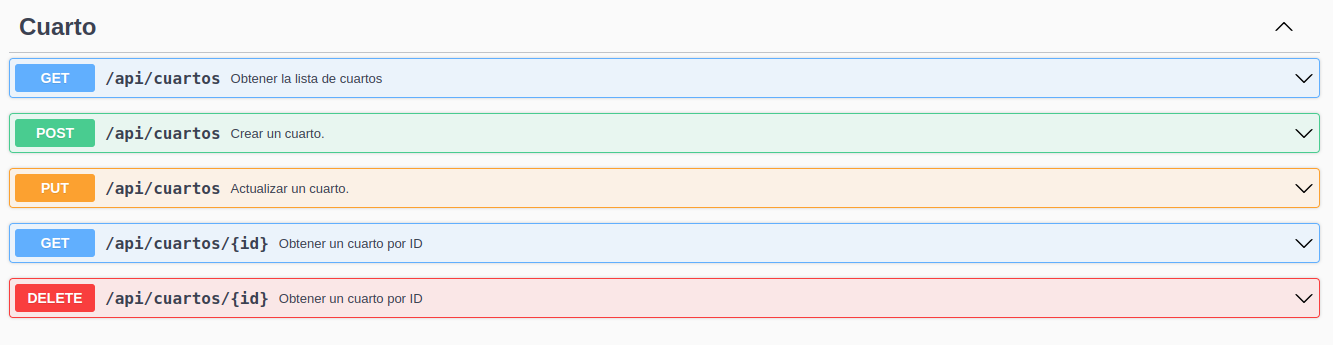 Cuarto
GET /api/cuartos Obtener la lista de cuartos
POST /api/cuartos Crear un cuarto.
PUT /api/cuartos Actualizar un cuarto.
GET /api/cuartos/{id} Obtener un cuarto por ID
DELETE /api/cuartos/{id} Obtener un cuarto por ID